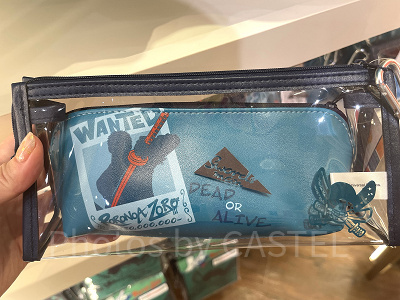 WANTED
RORONOA·ZORO
DEAD
OR
ALIVE
Photos by CASTEL